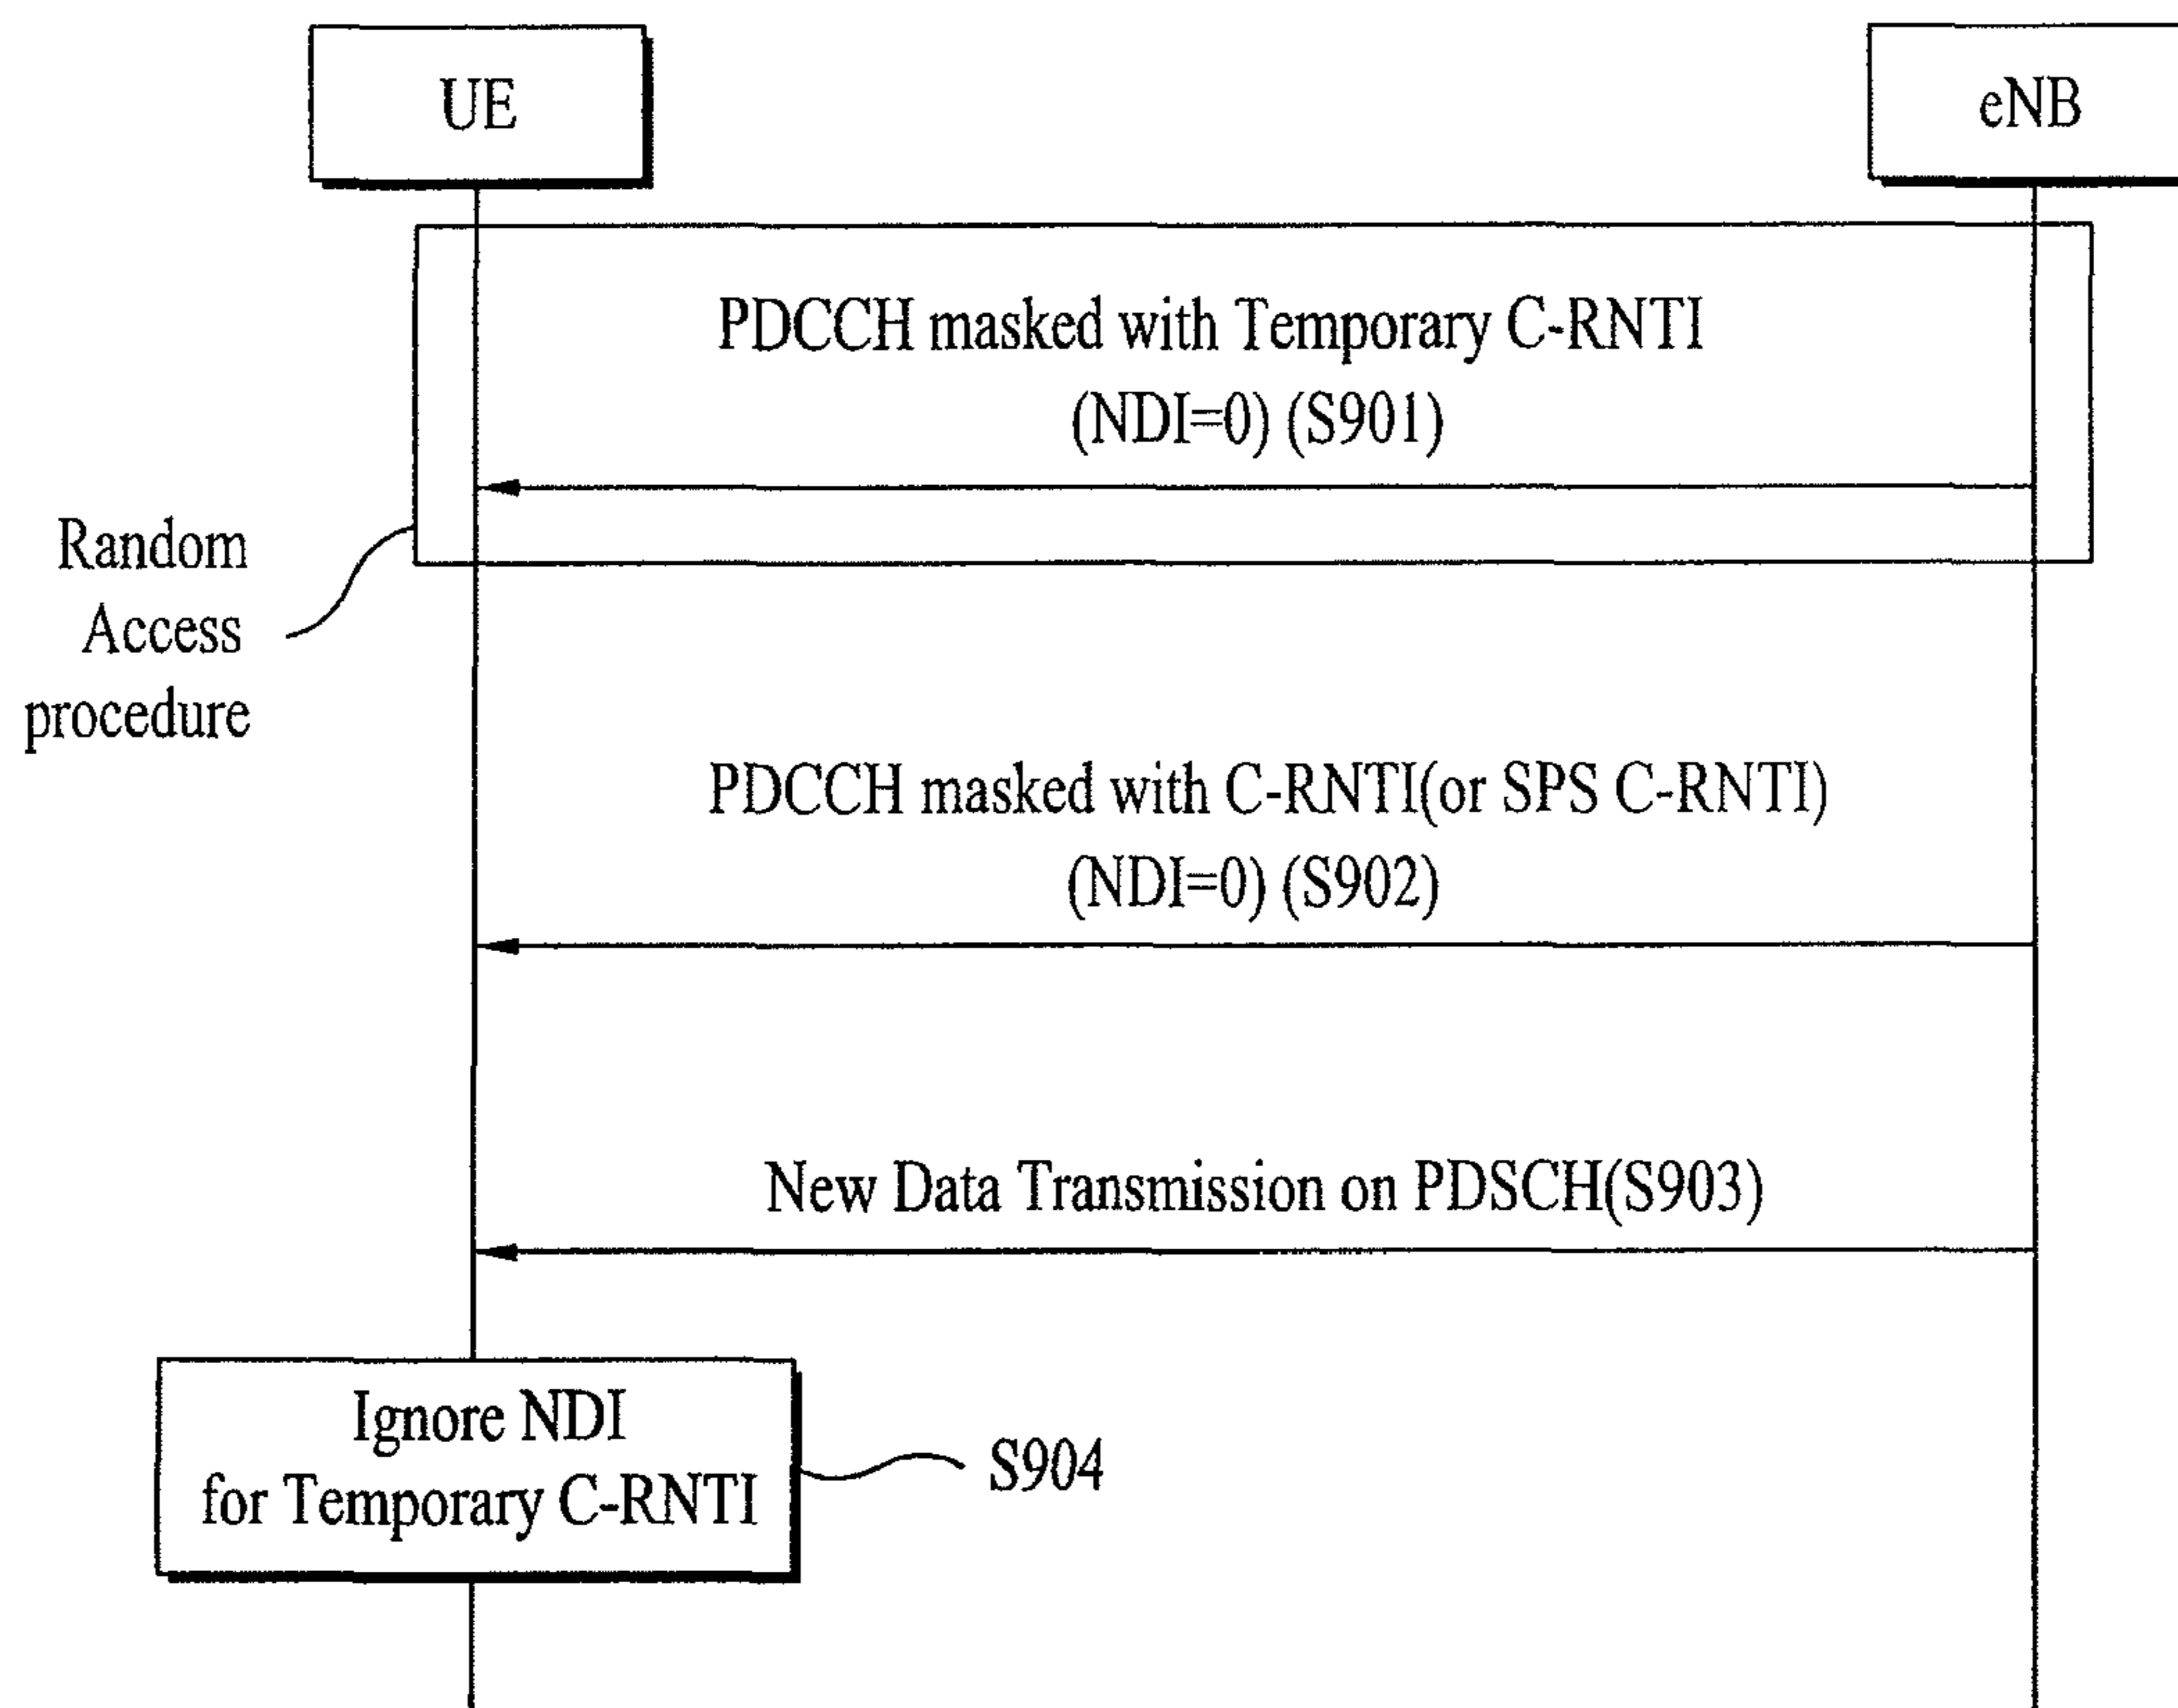 UE
eNB
PDCCH masked with Temporary C-RNTI
(NDI=0) (S901)
Random
Access
procedure
PDCCH masked with C-RNTI(or SPS C-RNTI)
(NDI=0) (S902)
New Data Transmission on PDSCH(S903)
Ignore NDI
for Temporary C-RNTI
S904